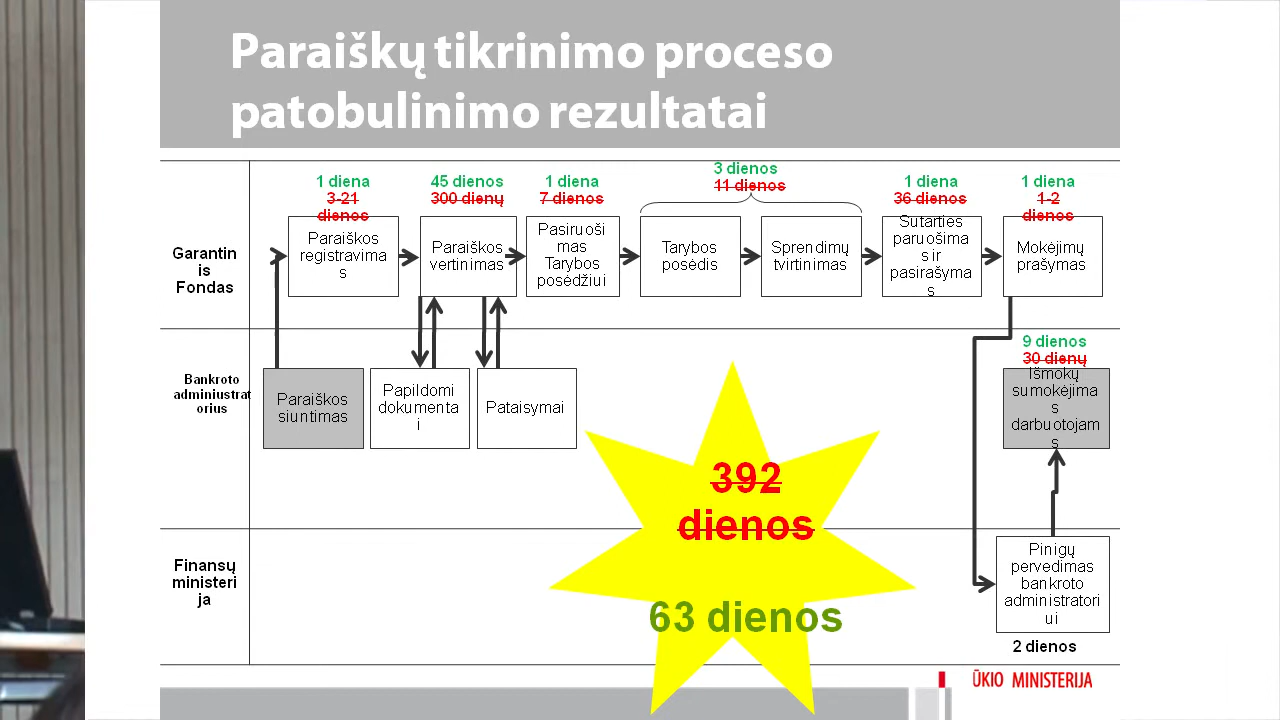 Paraiškų tikrinimo proceso
patobulinimo rezultatai
1 diena
3-21
dienos
45 dienos
300 dienų
1 diena
7 dienos
3 dienos
11 dienos
1 diena
36 dienos
1 diena
1-2
dienos
Garantin
is
Fondas
Paraiškos
registravima
s
Paraiškos
vertinimas
Pasiruoši
mas
Tarybos
posėdžiui
Tarybos
posėdis
Sprendimų
tvirtinimas
Sutarties
paruošima
s ir
pasirašyma
s
Mokėjimų
prašymas
Bankroto
adminiustrat
orius
Paraiškos
siuntimas
Papildomi
dokumenta
i
Pataisymai
9 dienos
30 dienų
Išmokų
sumokėjima
s
darbuotojam
s
392
dienos
63 dienos
Finansų
ministeri
ja
Pinigų
pervedimas
bankroto
administratori
ui
2 dienos
ŪKIO MINISTERIJA